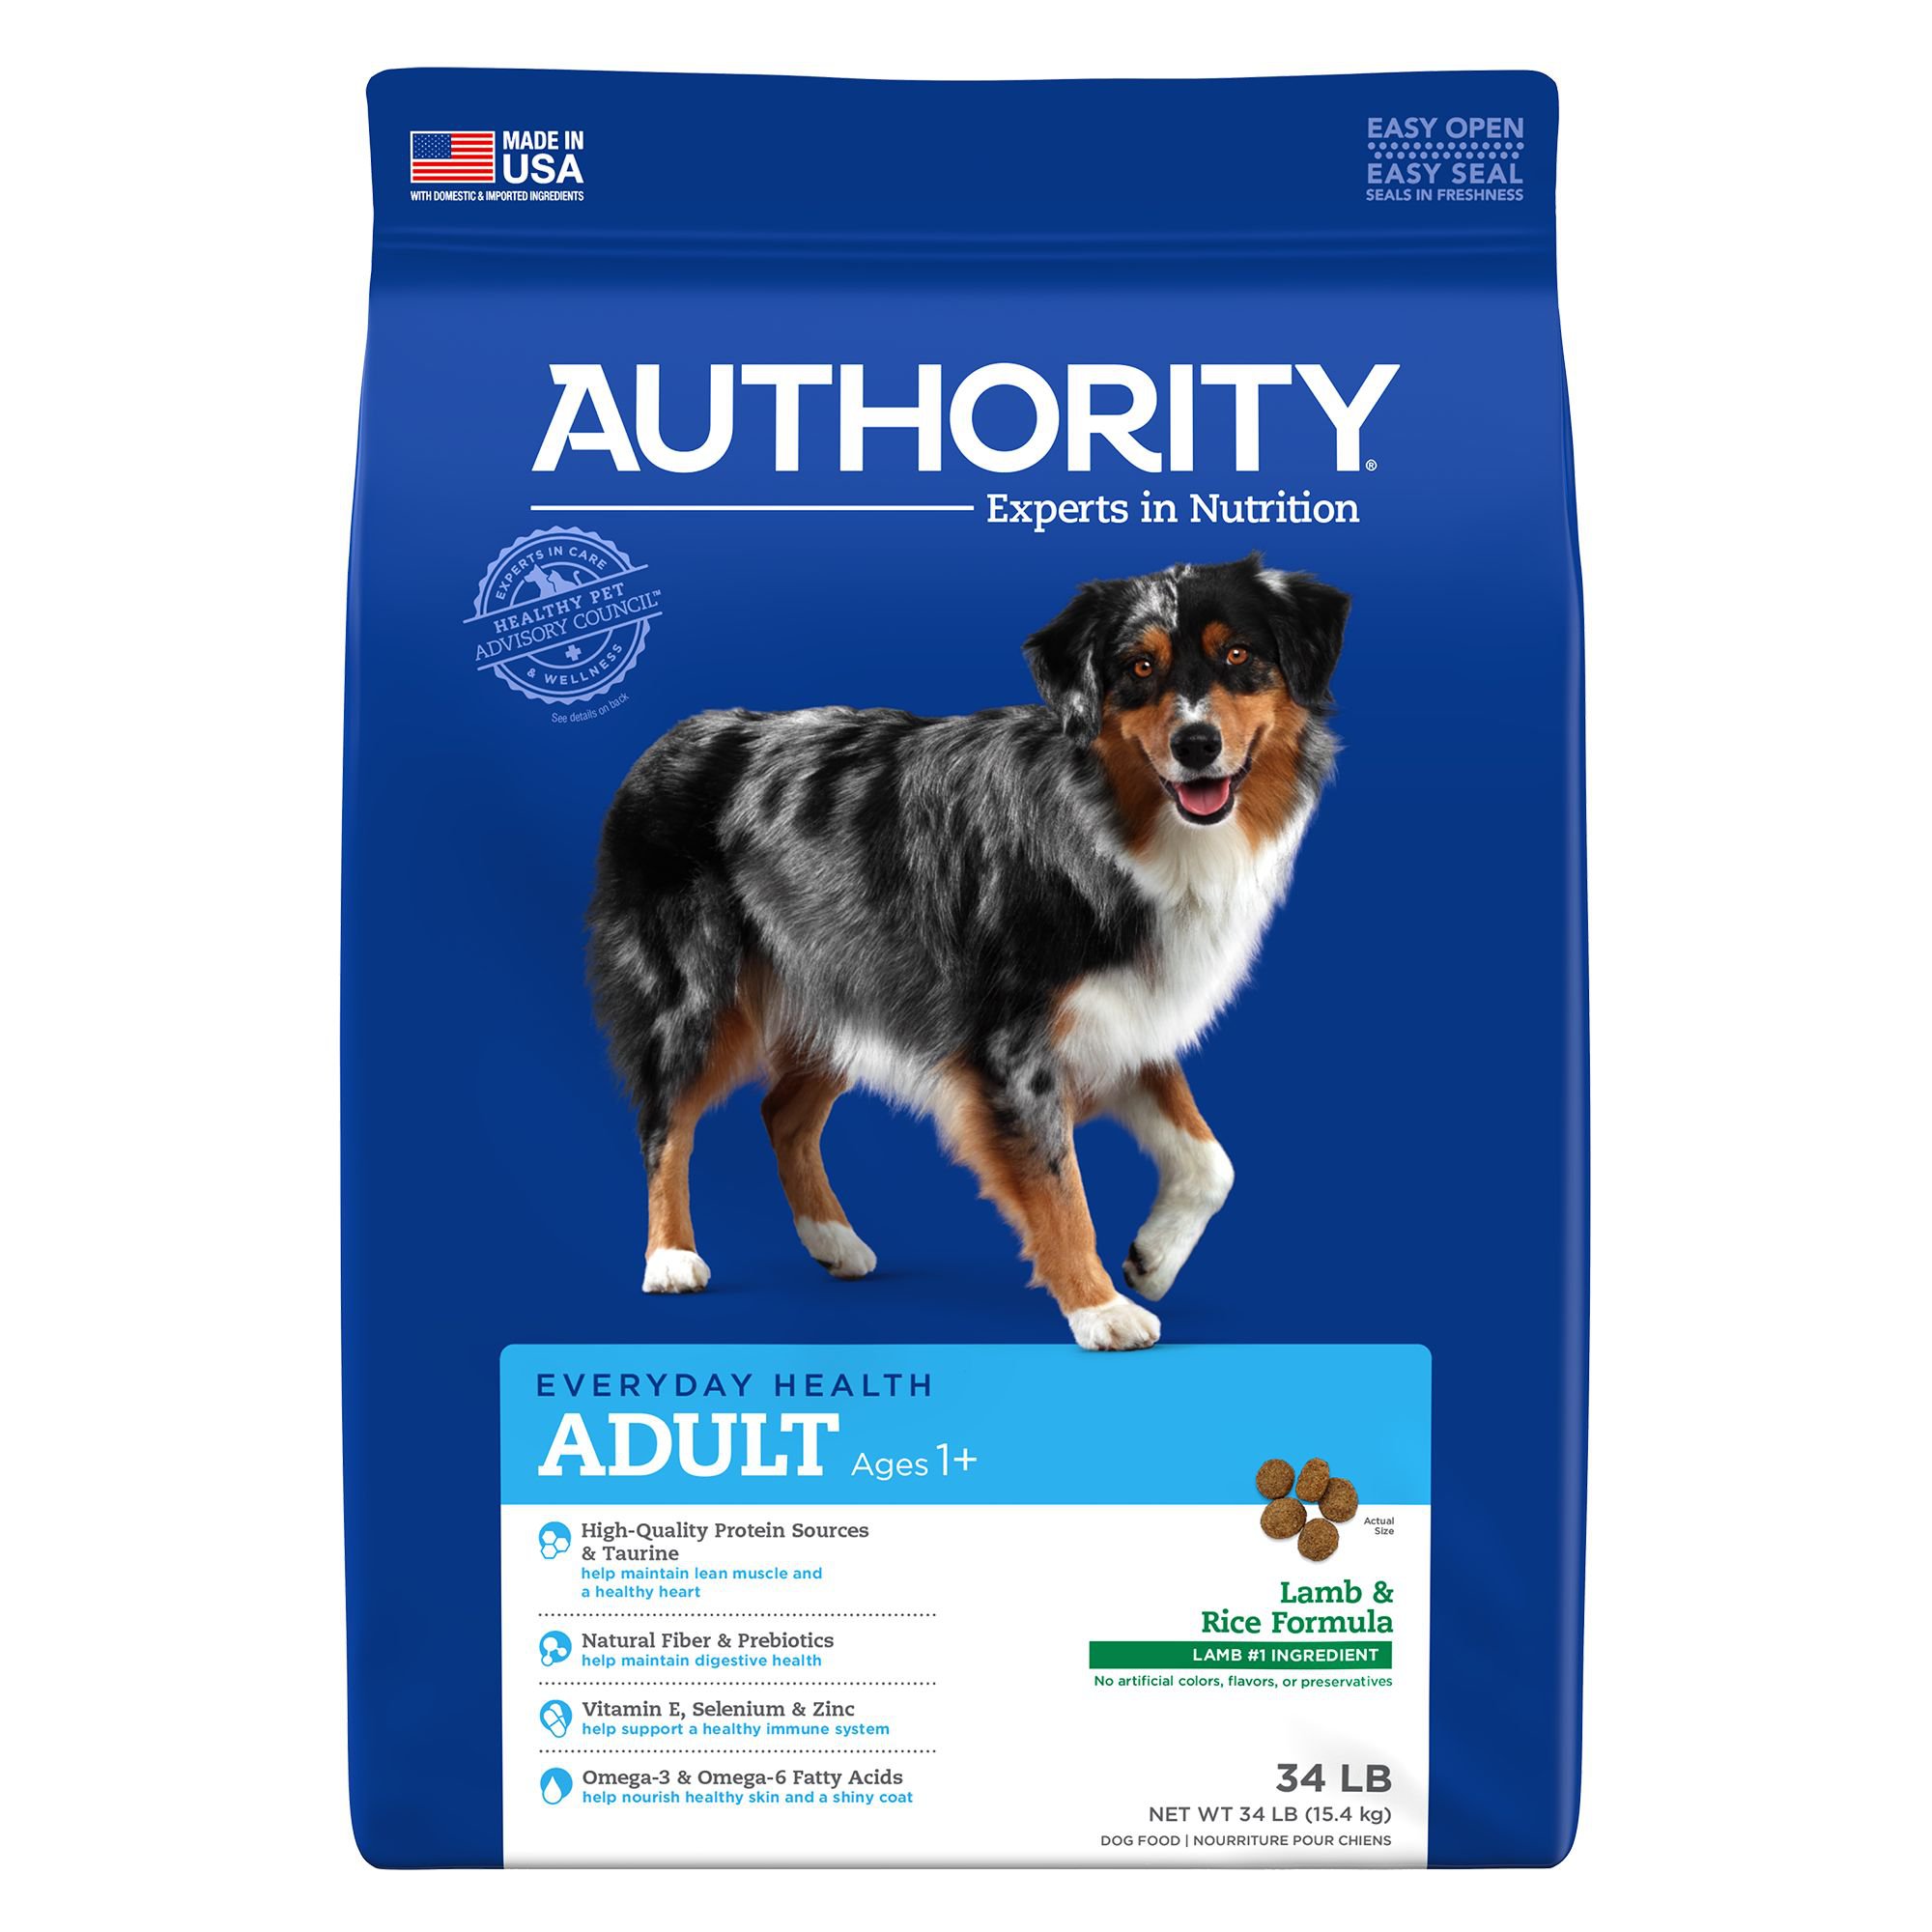 MADE IN
USA
WITH DOMESTIC & IMPORTED INGREDIENTS
EASY OPEN
EASY SEAL
SEALS IN FRESHNESS
AUTHORITY®
Experts in Nutrition
EXPERTS IN CARE
HEALTHY PET
ADVISORY COUNCIL™
& WELLNESS
See details on back
EVERYDAY HEALTH
ADULT Ages 1+
High-Quality Protein Sources
& Taurine
help maintain lean muscle and
a healthy heart
Natural Fiber & Prebiotics
help maintain digestive health
Vitamin E, Selenium & Zinc
help support a healthy immune system
Omega-3 & Omega-6 Fatty Acids
help nourish healthy skin and a shiny coat
Actual
Size
Lamb &
Rice Formula
LAMB #1 INGREDIENT
No artificial colors, flavors, or preservatives
34 LB
NET WT 34 LB (15.4 kg)
DOG FOOD | NOURRITURE POUR CHIENS